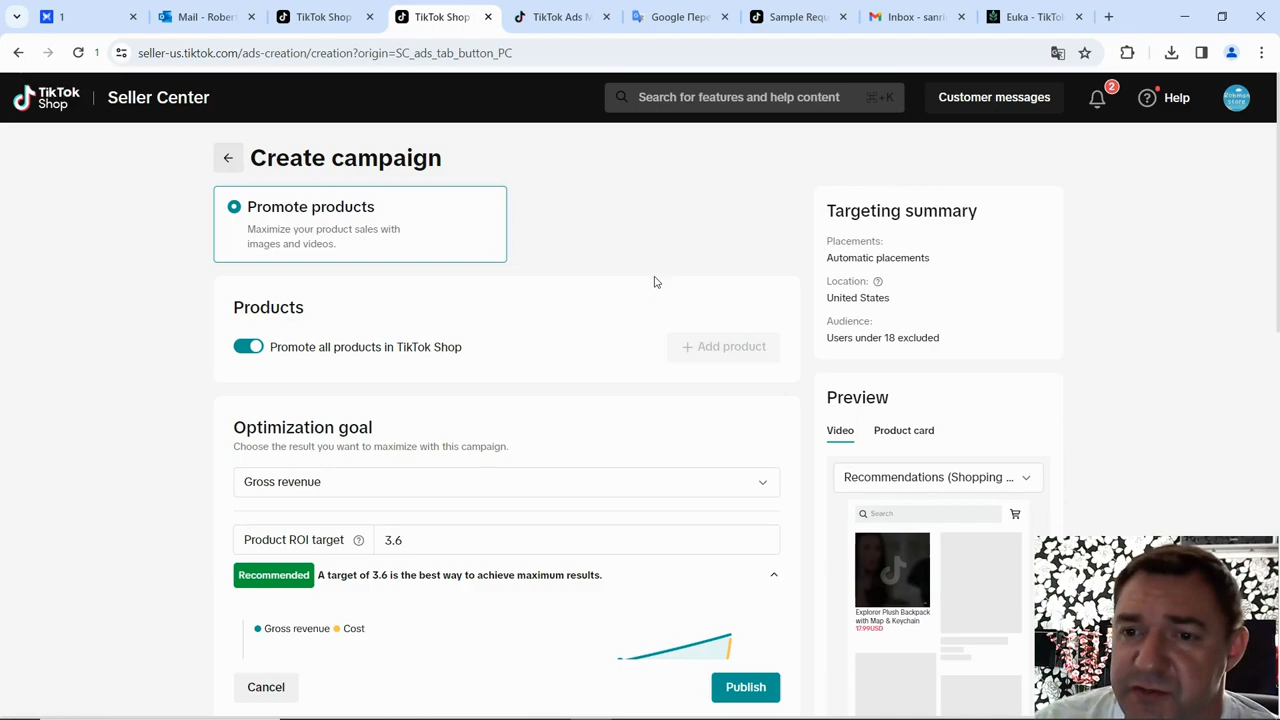 1
Mail - Rober
TikTok Shop
TikTok Shop
TikTok Ads M
Google Пере
Sample Requ
Inbox - sanri
Euka - TikTo
1
seller-us.tiktok.com/ads-creation/creation?origin=SC_ads_tab_button_PC
TikTok
Shop
Seller Center
Search for features and help content
⌘+K
Customer messages
2
Help
Create campaign
Promote products
Maximize your product sales with
images and videos.
Products
Promote all products in TikTok Shop
+ Add product
Optimization goal
Choose the result you want to maximize with this campaign.
Gross revenue
Product ROI target
3.6
Recommended
A target of 3.6 is the best way to achieve maximum results.
Gross revenue
Cost
Cancel
Publish
Targeting summary
Placements:
Automatic placements
Location:
United States
Audience:
Users under 18 excluded
Preview
Video
Product card
Recommendations (Shopping ...
Search
Explorer Plush Backpack
with Map & Keychain
17.99USD